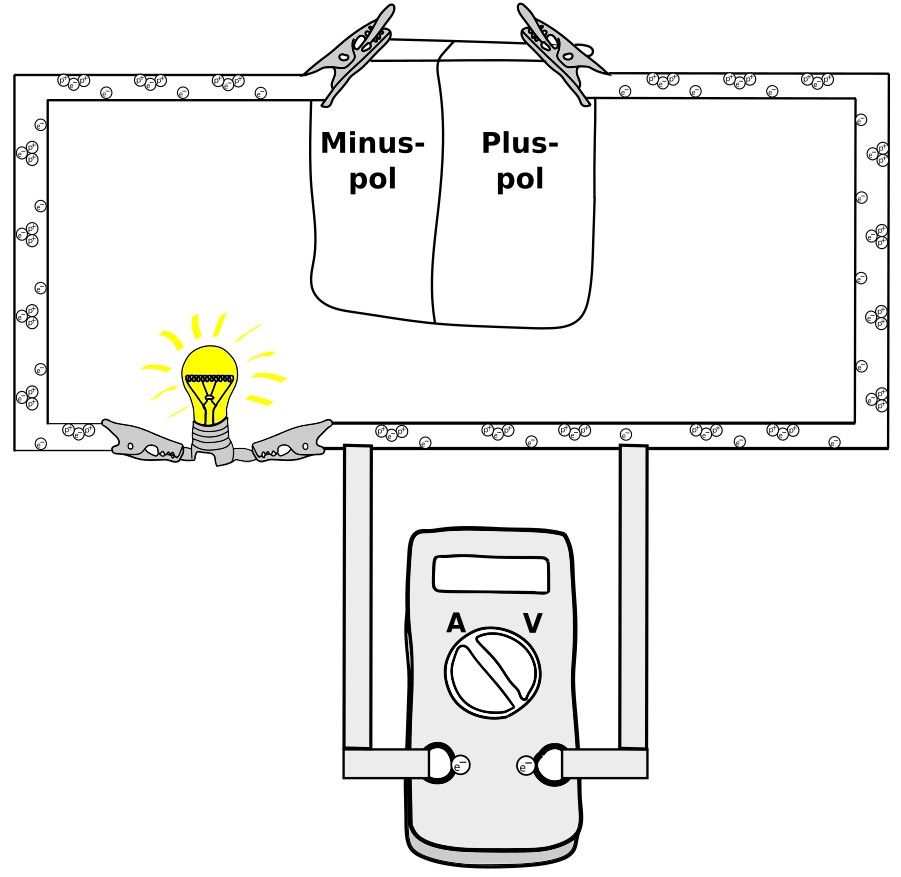 p⁺ e⁻ p⁺ e⁻ p⁺ e⁻ p⁺ e⁻ p⁺ e⁻ p⁺ e⁻
e⁻ p⁺ e⁻ p⁺ e⁻ p⁺ e⁻ p⁺ e⁻ p⁺ e⁻ p⁺
Minus-
pol
Plus-
pol
e⁻
e⁻ p⁺ p⁺
e⁻
e⁻ p⁺ p⁺
e⁻
e⁻ p⁺ p⁺
e⁻
e⁻ p⁺ p⁺
e⁻
e⁻ p⁺ p⁺
e⁻
e⁻ p⁺ p⁺
e⁻
e⁻ p⁺ p⁺
e⁻
e⁻ p⁺ p⁺
e⁻ p⁺ e⁻ p⁺
p⁺ e⁻ p⁺ e⁻ p⁺ e⁻ p⁺ e⁻ p⁺ e⁻ p⁺ e⁻ p⁺ e⁻ p⁺ e⁻ p⁺ e⁻ p⁺ e⁻
A V
e⁻ e⁻